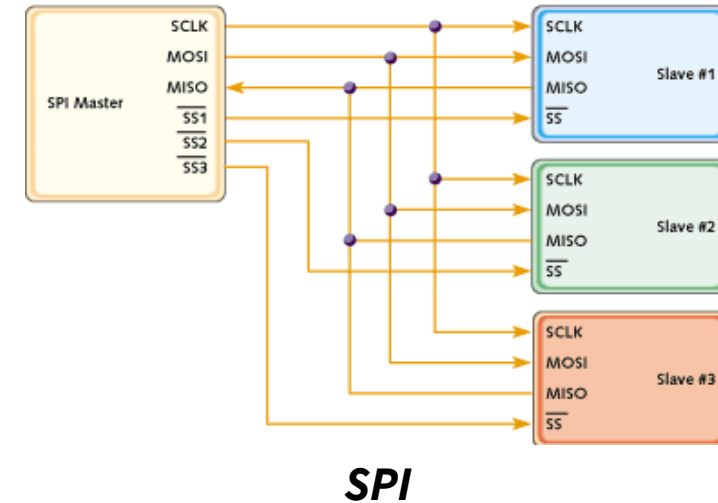 SPI Master
SCLK
MOSI
MISO
SS1
SS2
SS3
SCLK
MOSI
MISO
SS
Slave #1
SCLK
MOSI
MISO
SS
Slave #2
SCLK
MOSI
MISO
SS
Slave #3
SPI